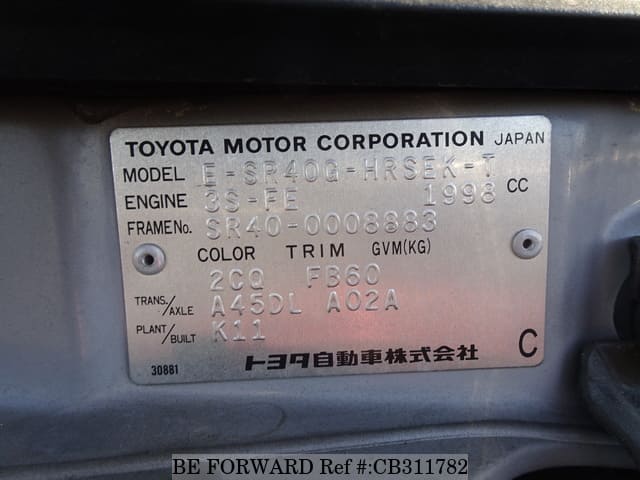 TOYOTA MOTOR CORPORATION JAPAN
MODEL E-SR40G-HRSEK-T
ENGINE 3S-FE 1998 CC
FRAME No. SR40-0008883
COLOR TRIM GVM(KG)
2CQ FB60
TRANS./AXLE A45DL A02A
PLANT/BUILT K11
30881 トヨタ自動車株式会社 C
BE FORWARD Ref #:CB311782